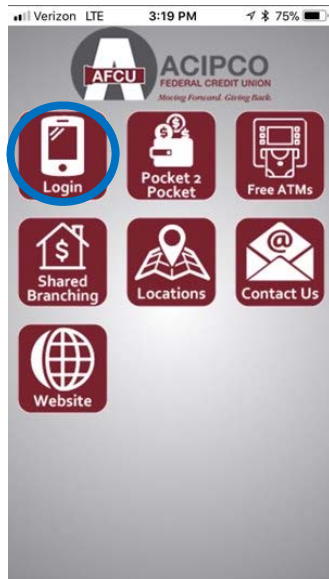 Verizon LTE 3:19 PM 75%
AFCU
ACIPCO
FEDERAL CREDIT UNION
Moving Forward. Giving Back.
Login
Pocket 2
Pocket
Free ATMs
Shared
Branching
Locations
Contact Us
Website